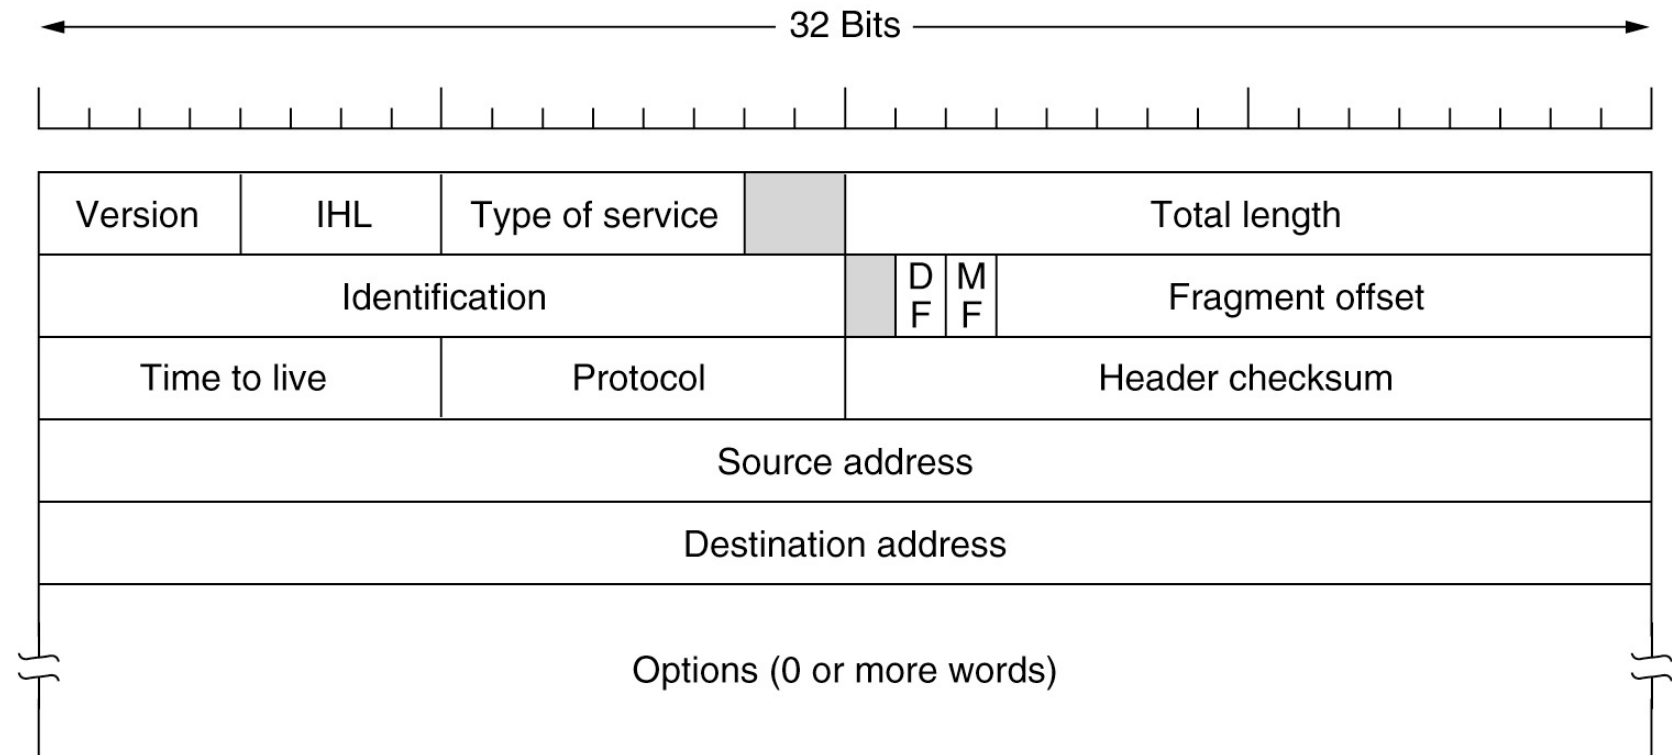 32 Bits
Version IHL Type of service Total length
Identification D F M F Fragment offset
Time to live Protocol Header checksum
Source address
Destination address
Options (0 or more words)